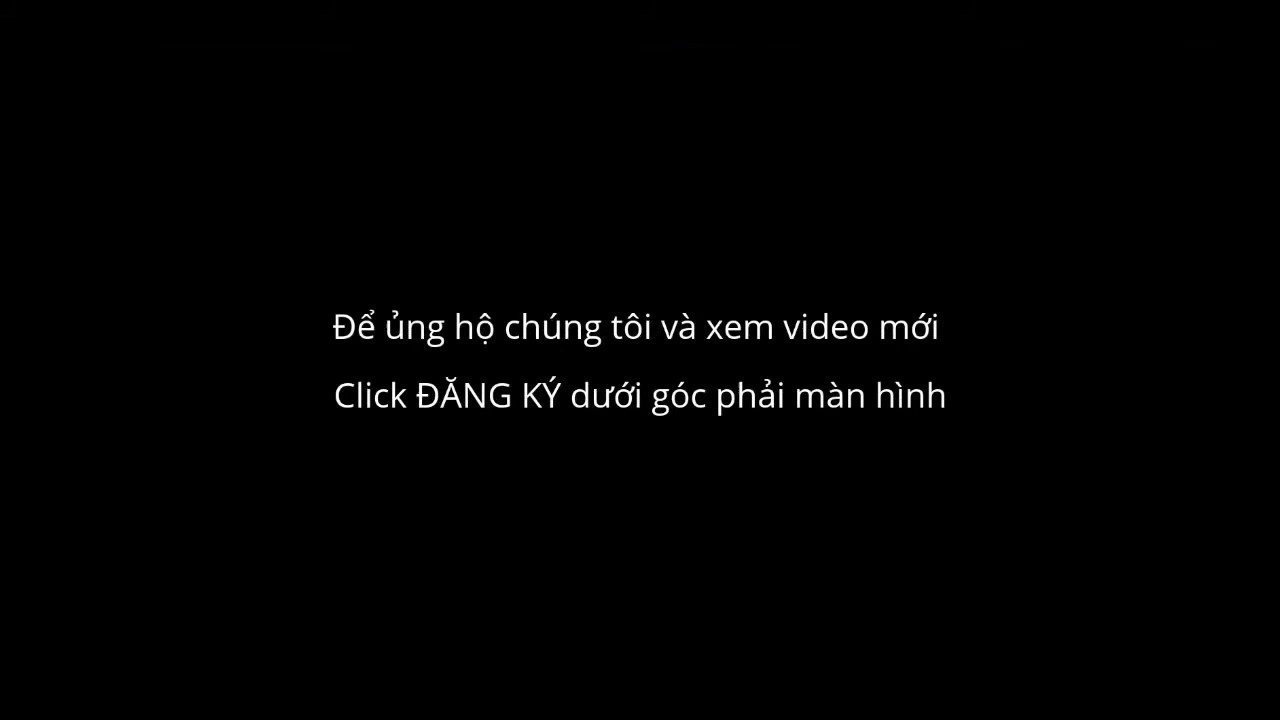 Để ủng hộ chúng tôi và xem video mới
Click ĐĂNG KÝ dưới góc phải màn hình